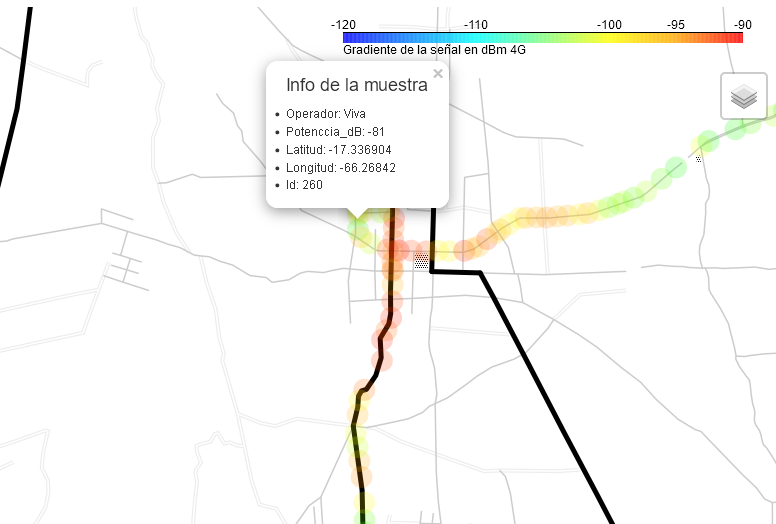 -120 -110 -100 -95 -90
Gradiente de la señal en dBm 4G
×
Info de la muestra
Operador: Viva
Potenccia_dB: -81
Latitud: -17.336904
Longitud: -66.26842
Id: 260